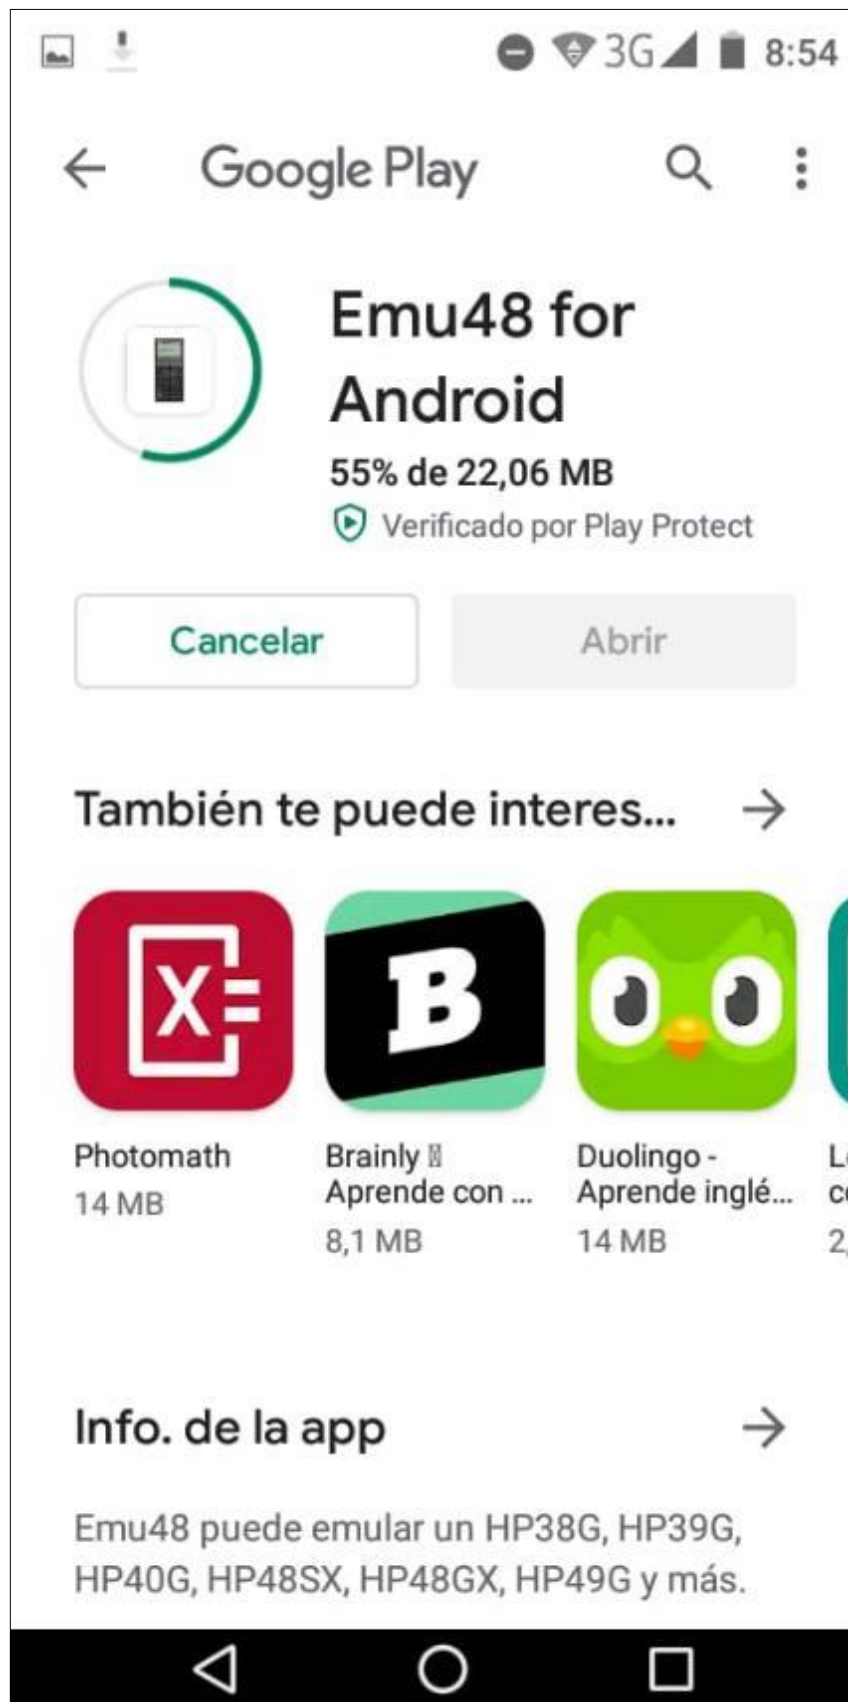 3G 8:54
Google Play
Emu48 for
Android
55% de 22,06 MB
Verificado por Play Protect
Cancelar
Abrir
También te puede interes...
X=
B
Photomath
14 MB
Brainly
Aprende con ...
8,1 MB
Duolingo -
Aprende inglé...
14 MB
Info. de la app
Emu48 puede emular un HP38G, HP39G,
HP40G, HP48SX, HP48GX, HP49G y más.